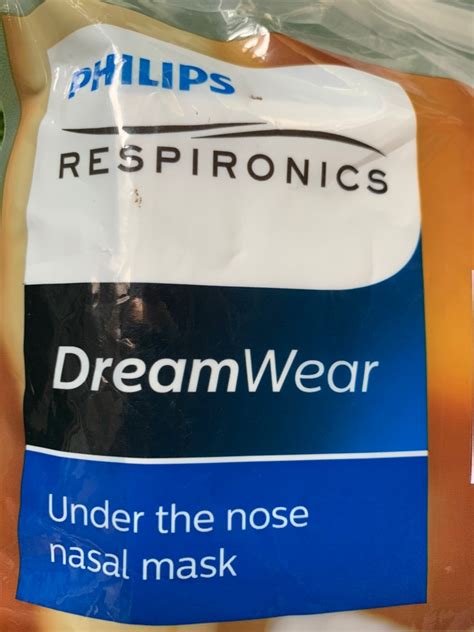 PHILIPS
RESPIRONICS
DreamWear
Under the nose
nasal mask